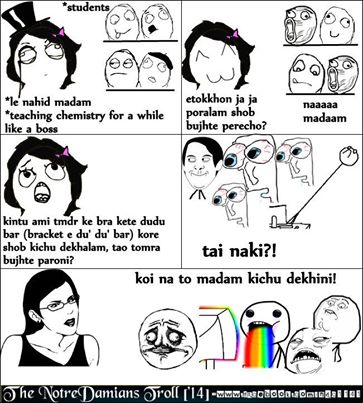 *students
*le nahid madam
*teaching chemistry for a while
like a boss
etokkhon ja ja
poralam shob
bujhte perecho?
naaaaa
madaam
kintu ami tmdr ke bra kete dudu
bar (bracket e du' du' bar) kore
shob kichu dekhalam, tao tomra
bujhte paroni?
tai naki?!
koi na to madam kichu dekhini!
The NotreDamians Troll ['14]